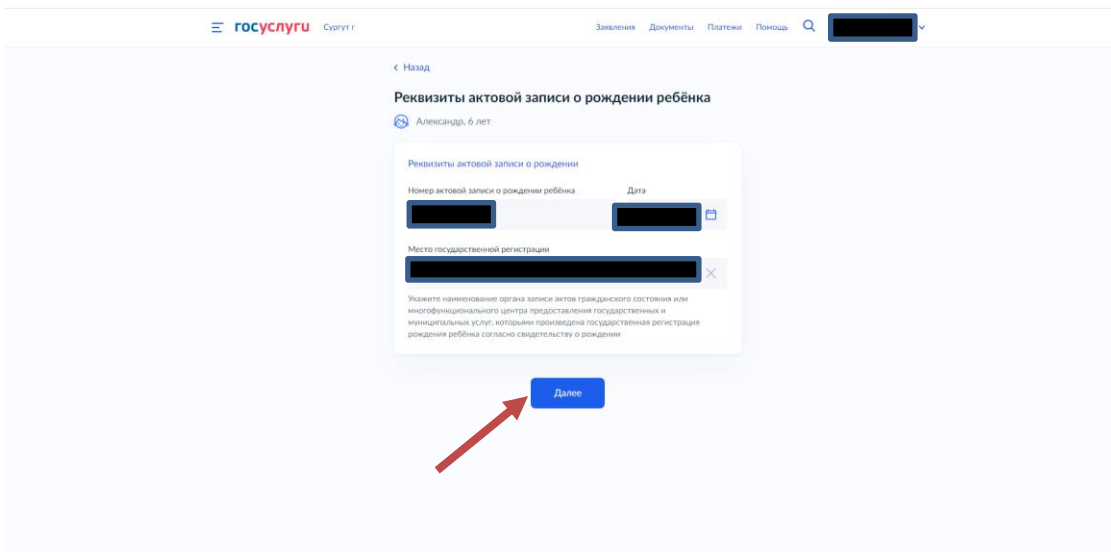 госуслуги Сургут г Заявления Документы Платежи Помощь
Назад
Реквизиты актовой записи о рождении ребёнка
Александр, 6 лет
Реквизиты актовой записи о рождении
Номер актовой записи о рождении ребёнка Дата
Место государственной регистрации
Укажите наименование органа записи актов гражданского состояния или
многофункционального центра предоставления государственных и
муниципальных услуг, которыми произведена государственная регистрация
рождения ребёнка согласно свидетельству о рождении
Далее